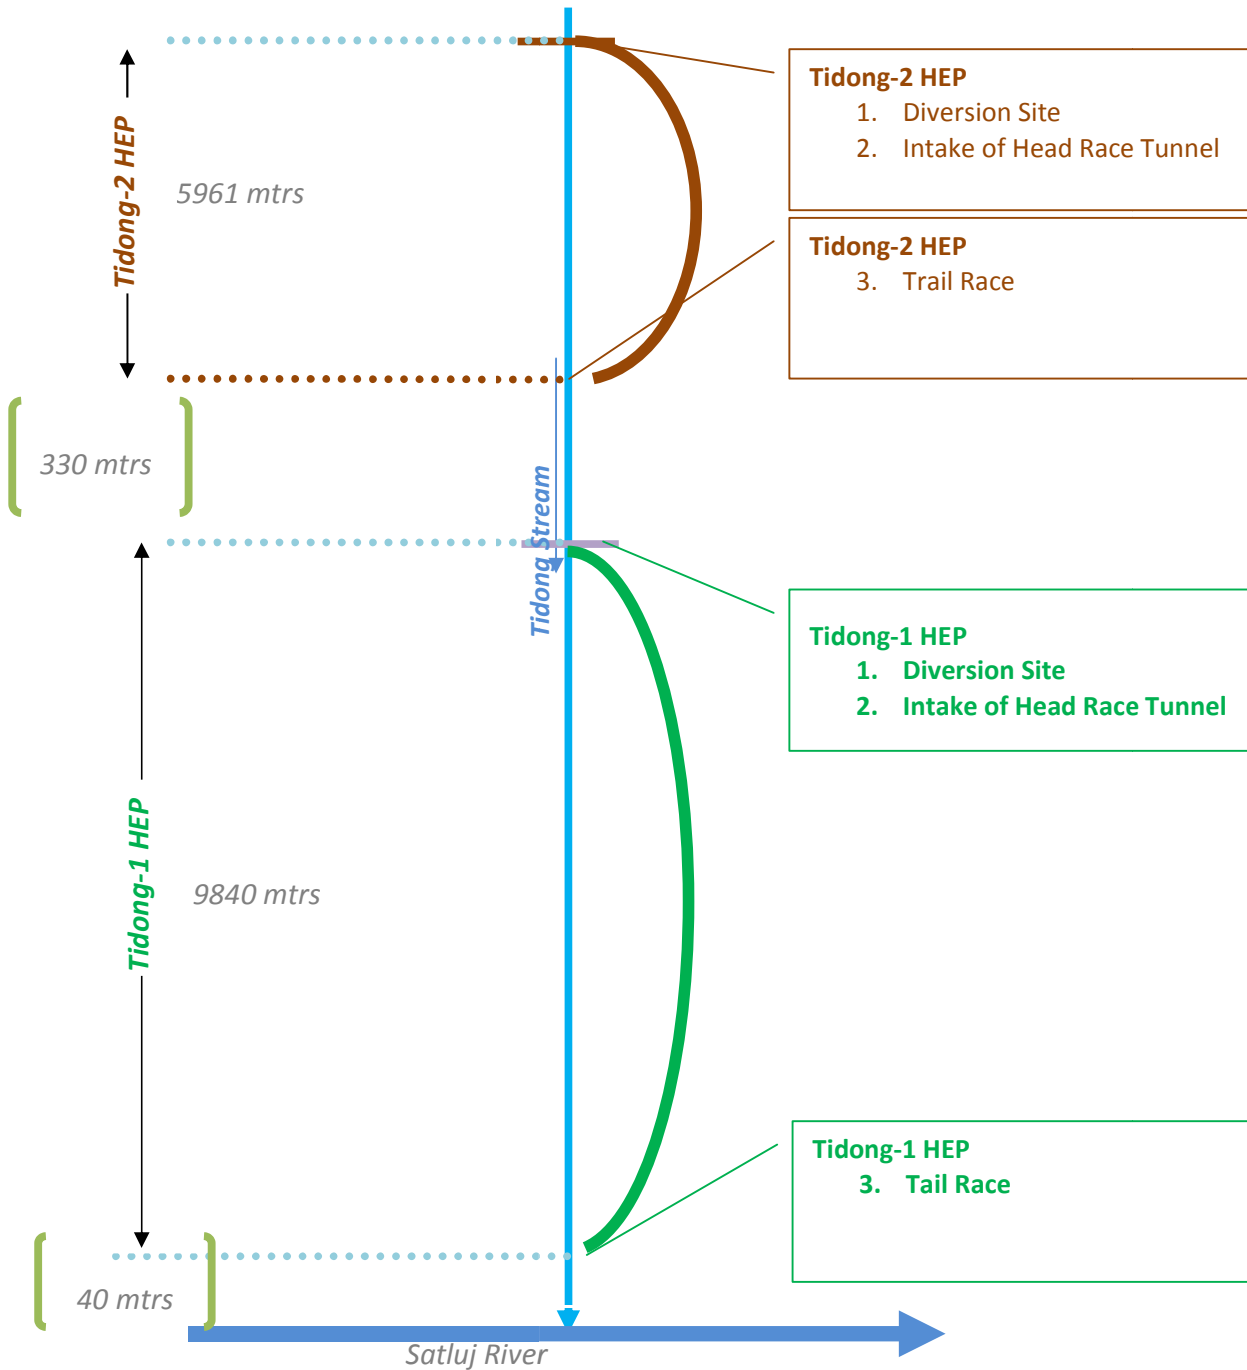 Tidong-2 HEP
1. Diversion Site
2. Intake of Head Race Tunnel
Tidong-2 HEP
5961 mtrs
Tidong-2 HEP
3. Trail Race
330 mtrs
Tidong Stream
Tidong-1 HEP
1. Diversion Site
2. Intake of Head Race Tunnel
Tidong-1 HEP
9840 mtrs
Tidong-1 HEP
3. Tail Race
40 mtrs
Satluj River